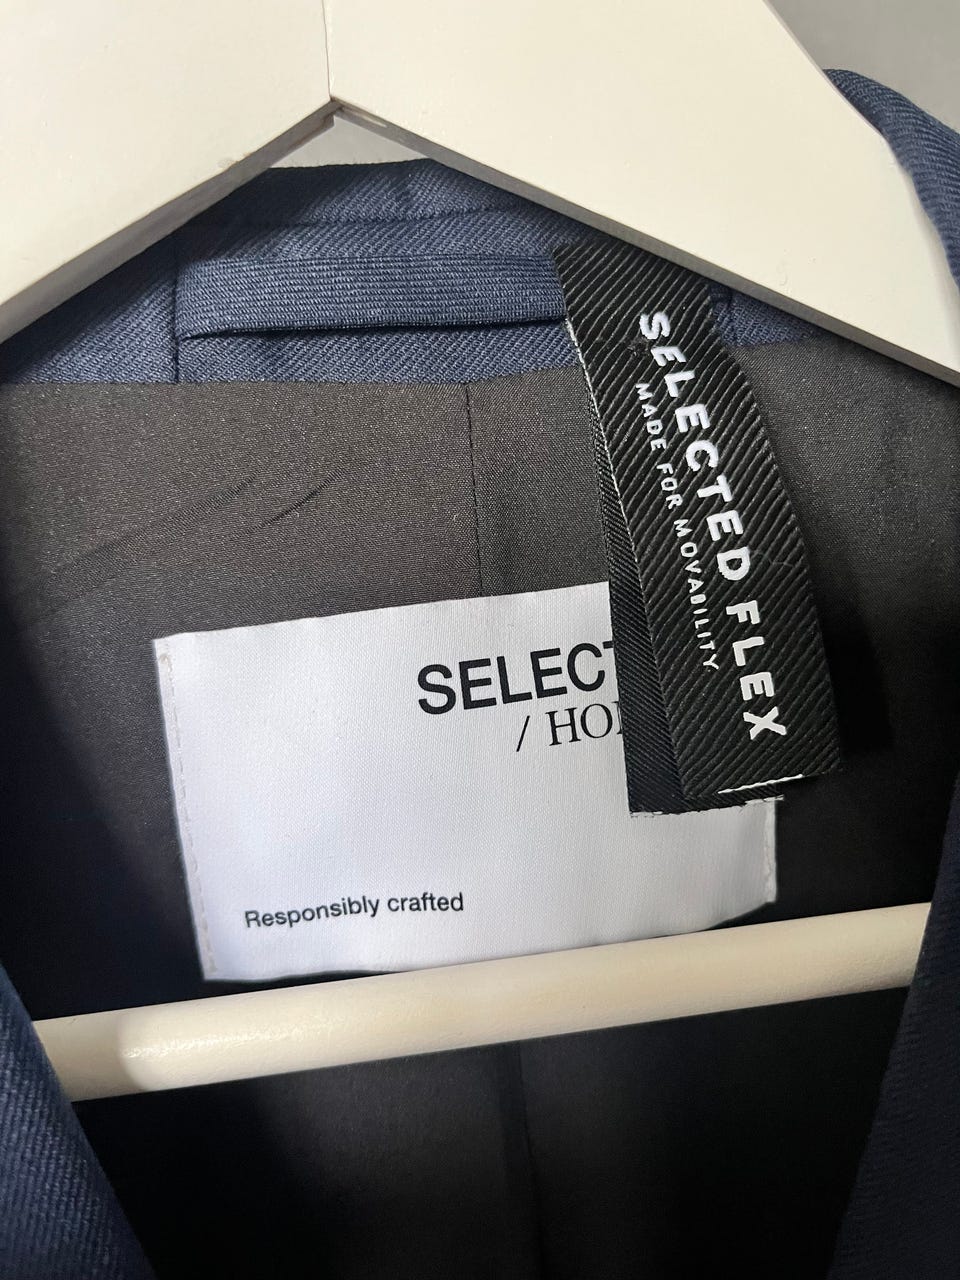 SELECTED FLEX
MADE FOR MOVABILITY
SELECT
/ HO
Responsibly crafted